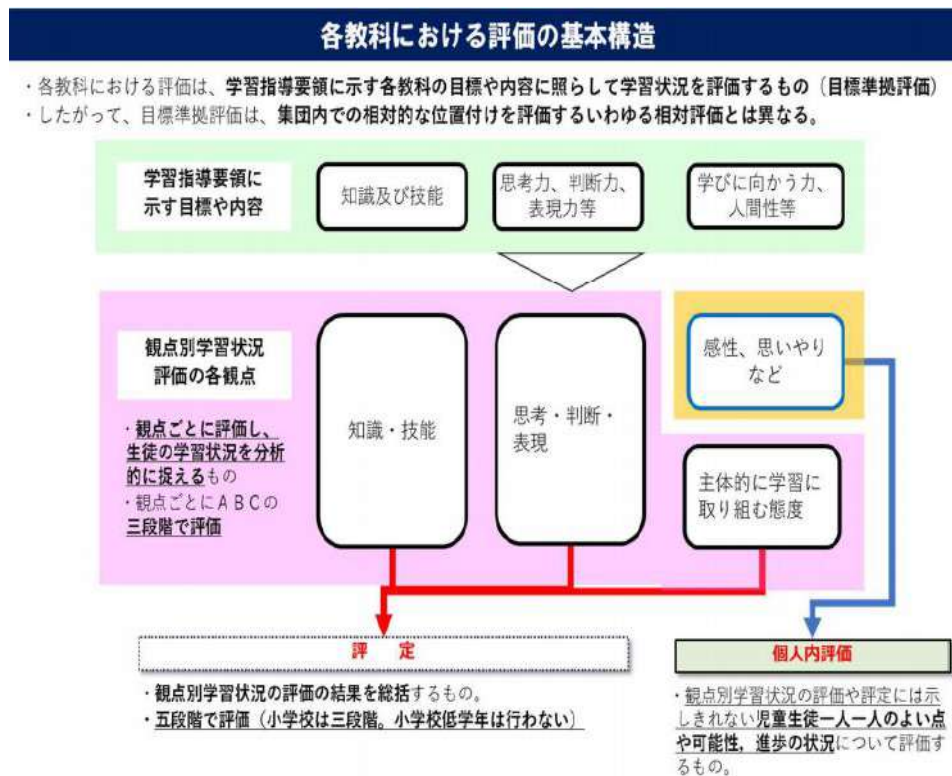 各教科における評価の基本構造
・各教科における評価は、学習指導要領に示す各教科の目標や内容に照らして学習状況を評価するもの（目標準拠評価）
・したがって、目標準拠評価は、集団内での相対的な位置付けを評価するいわゆる相対評価とは異なる。
学習指導要領に
示す目標や内容
知識及び技能
思考力、判断力、
表現力等
学びに向かう力、
人間性等
観点別学習状況
評価の各観点
・観点ごとに評価し、
生徒の学習状況を分析
的に捉えるもの
・観点ごとにＡＢＣの
三段階で評価
知識・技能
思考・判断・
表現
感性、思いやり
など
主体的に学習に
取り組む態度
評　定
・観点別学習状況の評価の結果を総括するもの。
・五段階で評価（小学校は三段階。小学校低学年は行わない）
個人内評価
・観点別学習状況の評価や評定には示
しきれない児童生徒一人一人のよい点
や可能性，進歩の状況について評価す
るもの。